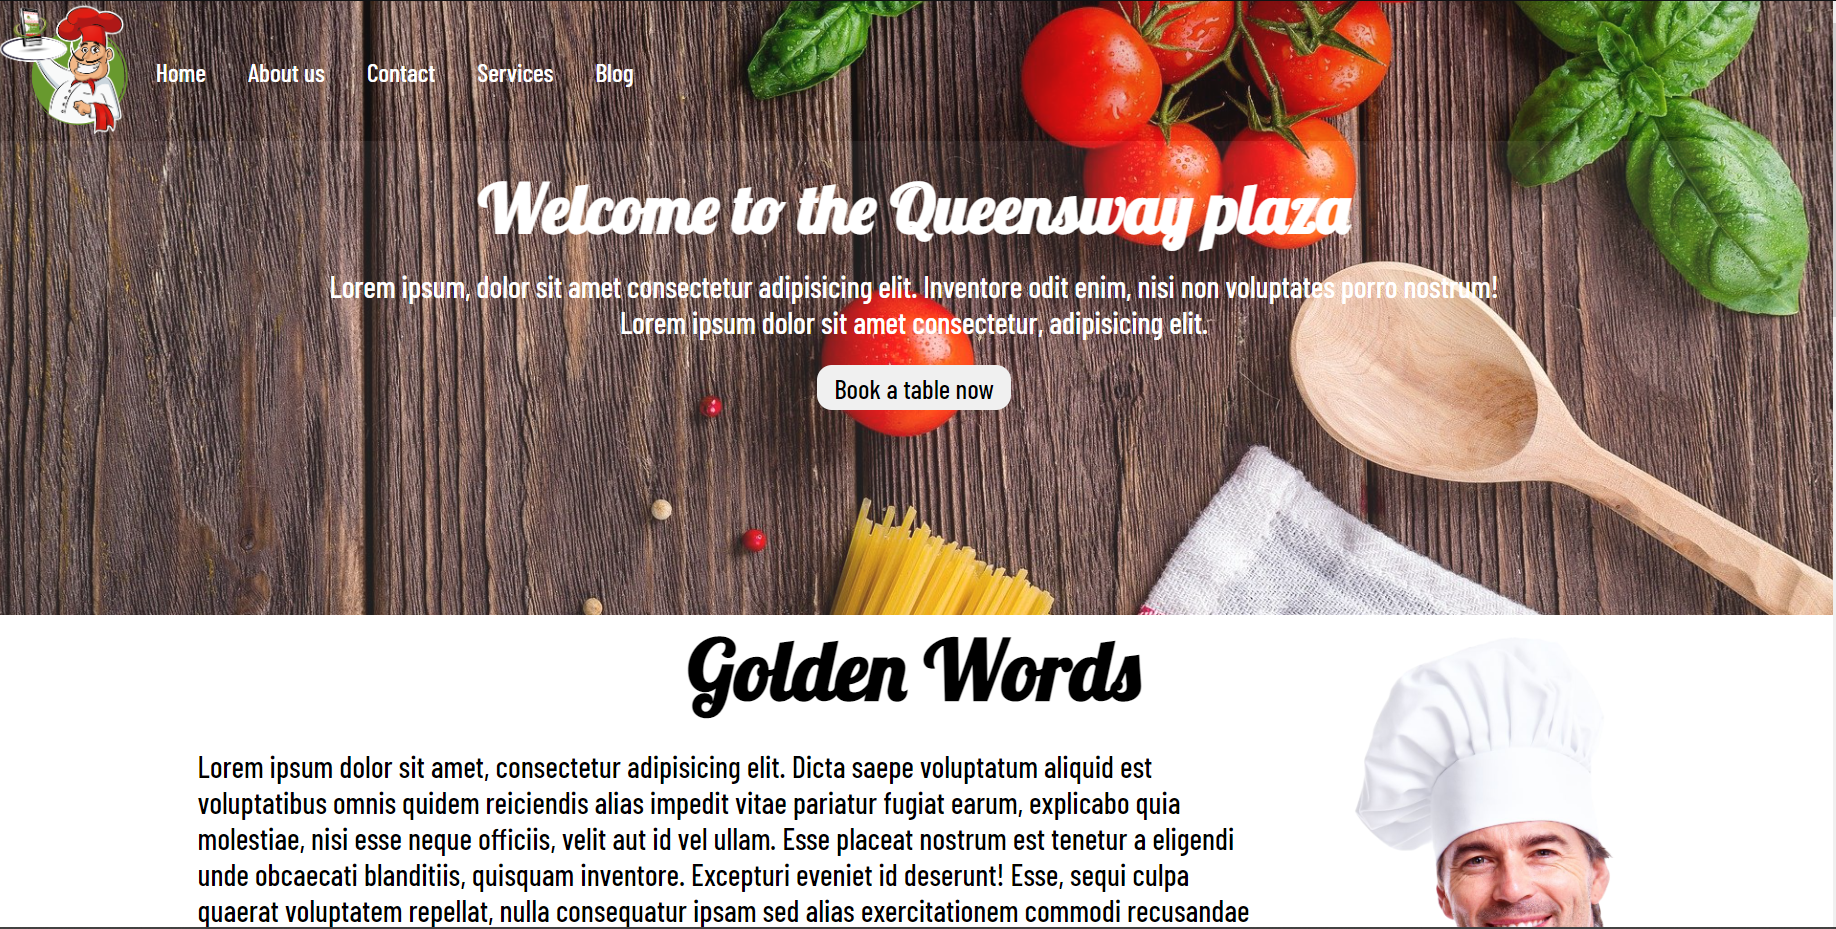 Home About us Contact Services Blog
Welcome to the Queensway plaza
Lorem ipsum, dolor sit amet consectetur adipisicing elit. Inventore odit enim, nisi non voluptates porro nostrum!
Lorem ipsum dolor sit amet consectetur, adipisicing elit.
Book a table now
Golden Words
Lorem ipsum dolor sit amet, consectetur adipisicing elit. Dicta saepe voluptatum aliquid est
voluptatibus omnis quidem reiciendis alias impedit vitae pariatur fugiat earum, explicabo quia
molestiae, nisi esse neque officiis, velit aut id vel ullam. Esse placeat nostrum est tenetur a eligendi
unde obcaecati blanditiis, quisquam inventore. Excepturi eveniet id deserunt! Esse, sequi culpa
quaerat voluptatem repellat, nulla consequatur ipsam sed alias exercitationem commodi recusandae